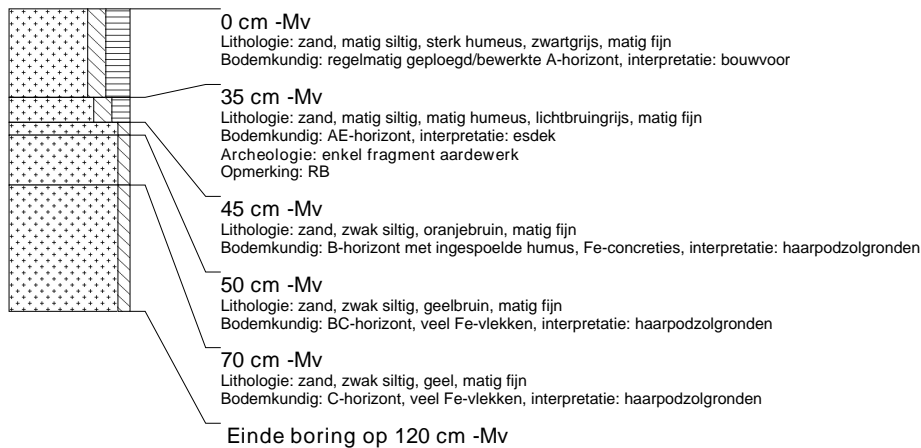 0 cm -Mv
Lithologie: zand, matig siltig, sterk humeus, zwartgrijs, matig fijn
Bodemkundig: regelmatig geploegd/bewerkte A-horizont, interpretatie: bouwvoor
35 cm -Mv
Lithologie: zand, matig siltig, matig humeus, lichtbruingrijs, matig fijn
Bodemkundig: AE-horizont, interpretatie: esdek
Archeologie: enkel fragment aardewerk
Opmerking: RB
45 cm -Mv
Lithologie: zand, zwak siltig, oranjebruin, matig fijn
Bodemkundig: B-horizont met ingespoelde humus, Fe-concreties, interpretatie: haarpodzolgronden
50 cm -Mv
Lithologie: zand, zwak siltig, geelbruin, matig fijn
Bodemkundig: BC-horizont, veel Fe-vlekken, interpretatie: haarpodzolgronden
70 cm -Mv
Lithologie: zand, zwak siltig, geel, matig fijn
Bodemkundig: C-horizont, veel Fe-vlekken, interpretatie: haarpodzolgronden
Einde boring op 120 cm -Mv